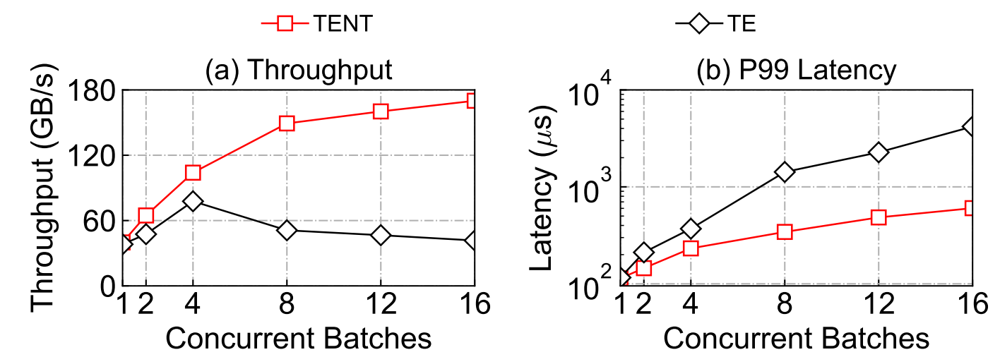 TENT TE
(a) Throughput
Throughput (GB/s)
180
120
60
0
1 2 4 8 12 16
Concurrent Batches
(b) P99 Latency
Latency (μs)
10^4
10^3
10^2
1 2 4 8 12 16
Concurrent Batches